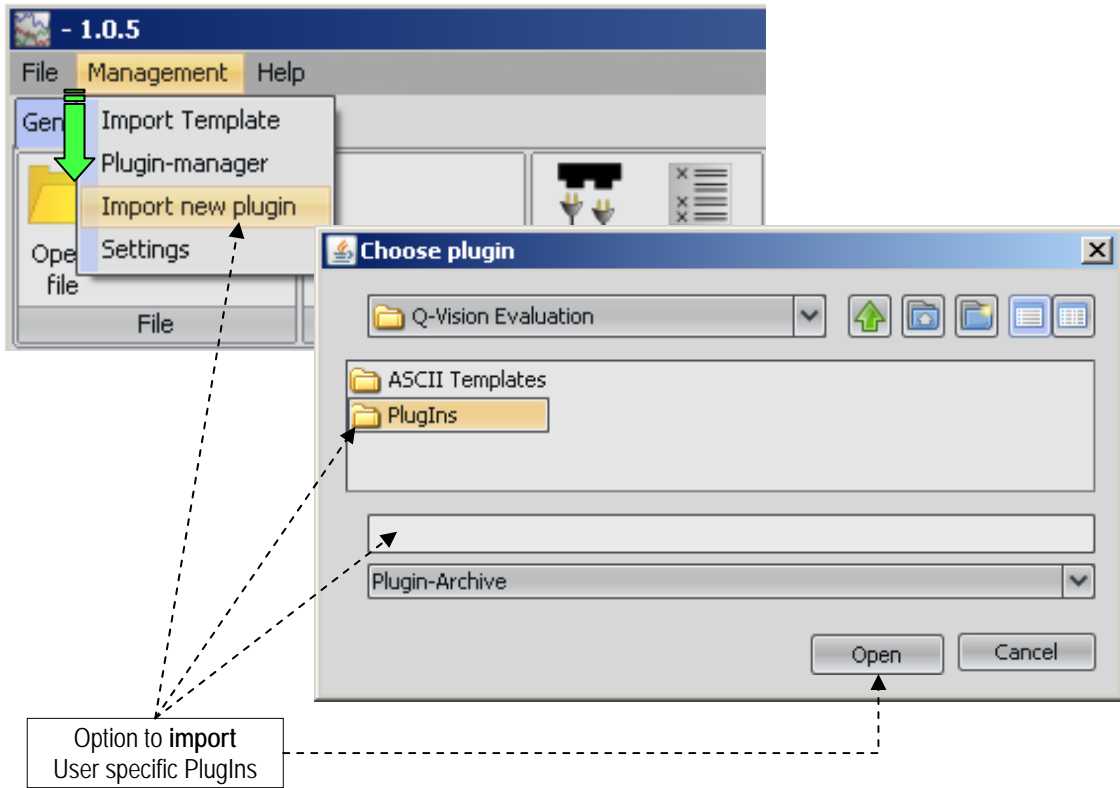 - 1.0.5
File Management Help
Gen
Import Template
Plugin-manager
Import new plugin
Settings
Ope
file
File
Choose plugin
Q-Vision Evaluation
ASCII Templates
PlugIns
Plugin-Archive
Open Cancel
Option to import
User specific PlugIns